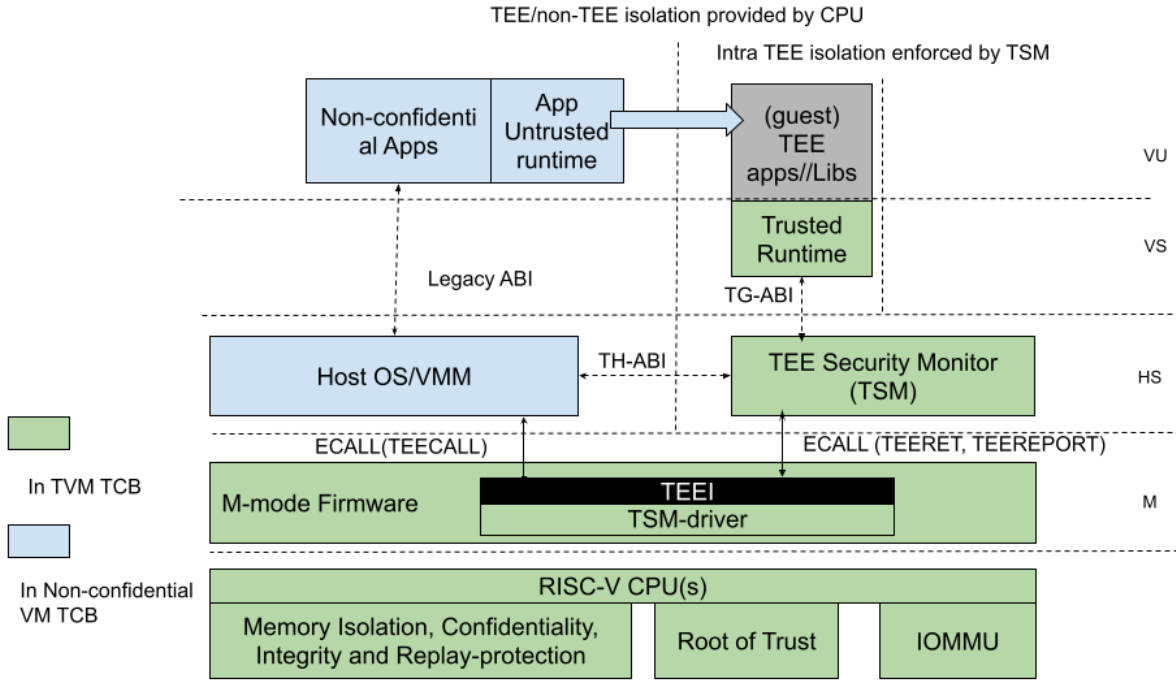 TEE/non-TEE isolation provided by CPU
Intra TEE isolation enforced by TSM
Non-confidenti
al Apps
App
Untrusted
runtime
(guest)
TEE
apps//Libs
VU
Trusted
Runtime
VS
Legacy ABI
TG-ABI
Host OS/VMM
TH-ABI
TEE Security Monitor
(TSM)
HS
ECALL(TEECALL)
ECALL (TEERET, TEEREPORT)
In TVM TCB
M-mode Firmware
TEEI
TSM-driver
M
In Non-confidential
VM TCB
RISC-V CPU(s)
Memory Isolation, Confidentiality,
Integrity and Replay-protection
Root of Trust
IOMMU